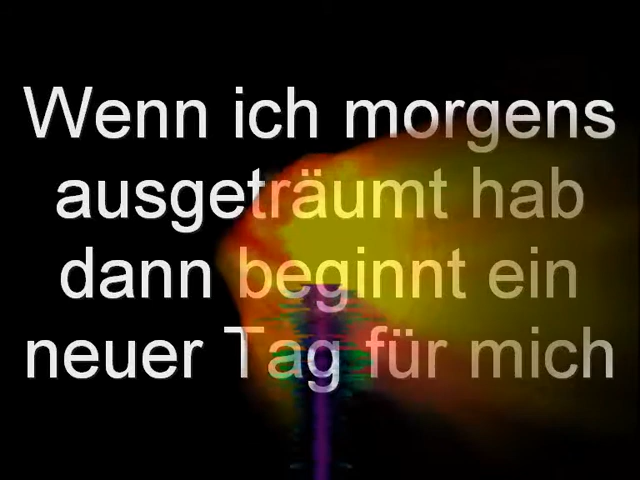 Wenn ich morgens
ausgeträumt hab
dann beginnt ein
neuer Tag für mich